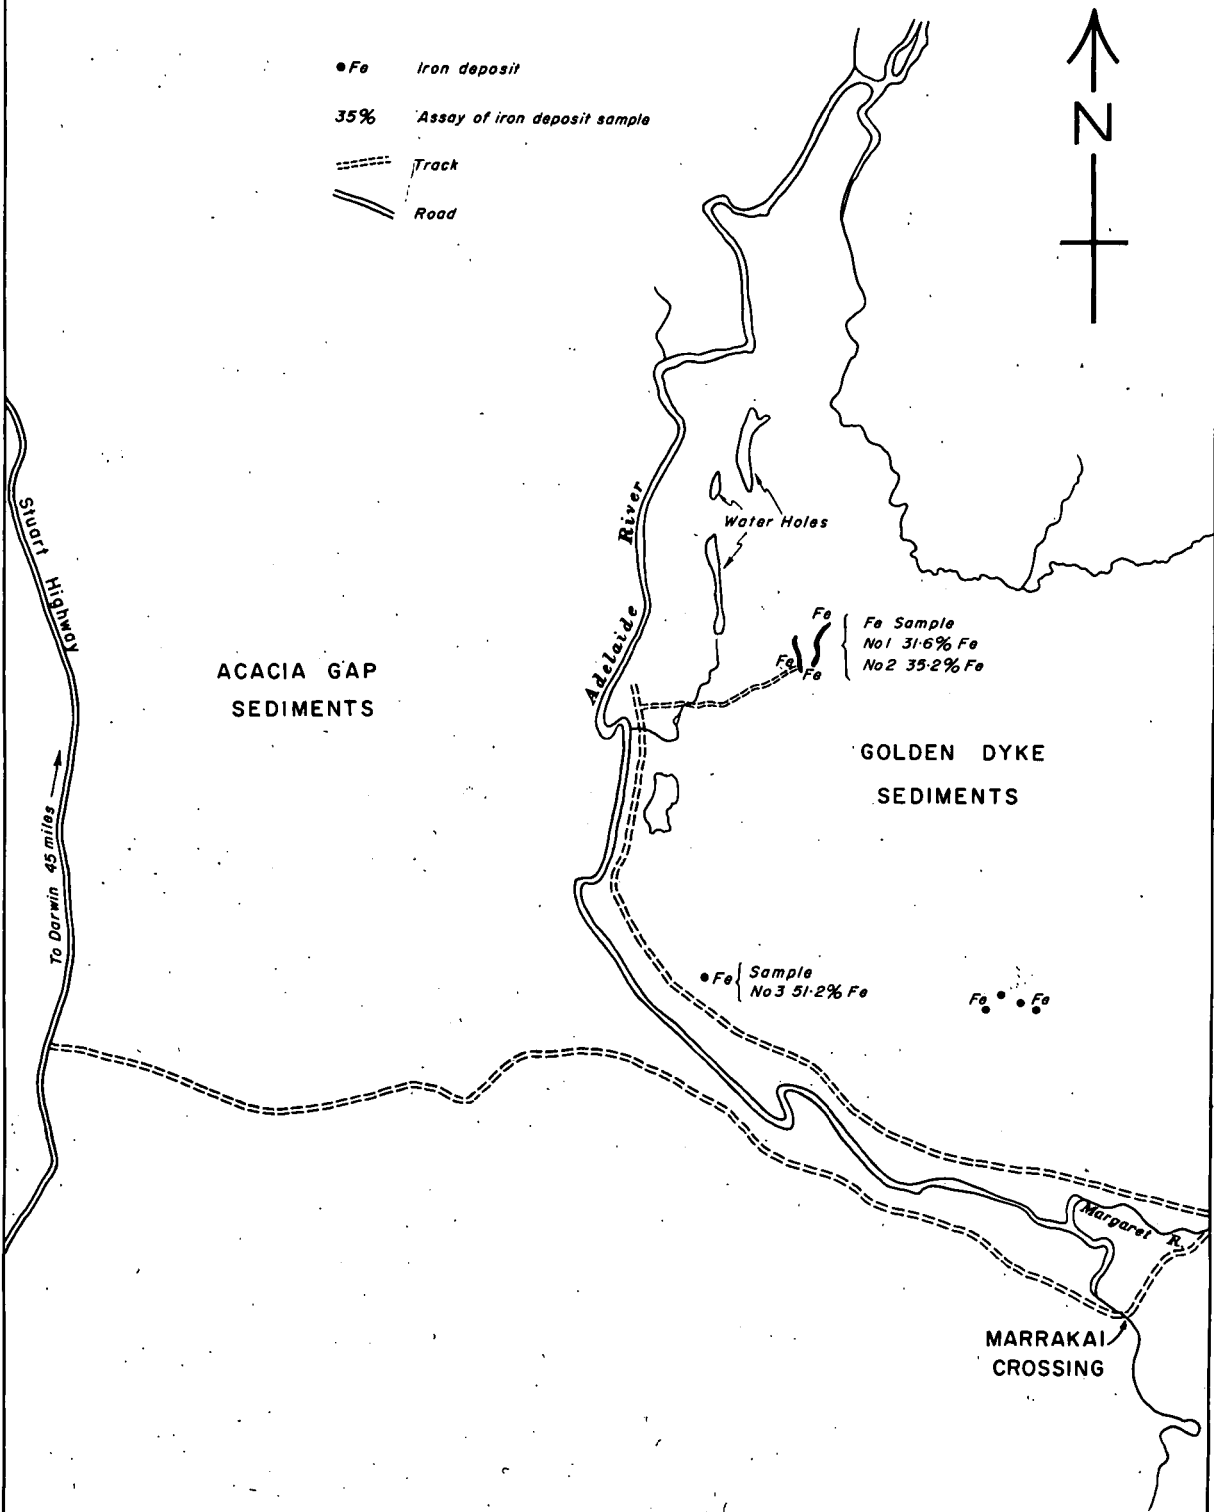 Fe Iron deposit
35% Assay of iron deposit sample
Track
Road
N
Stuart Highway
Adelaide River
Water Holes
Fe
Fe
Fe
Fe Sample
No1 31·6% Fe
No2 35·2% Fe
ACACIA GAP
SEDIMENTS
GOLDEN DYKE
SEDIMENTS
To Darwin 45 miles
Fe
Sample
No3 51·2% Fe
Fe
Fe
Margaret R.
MARRAKAI
CROSSING